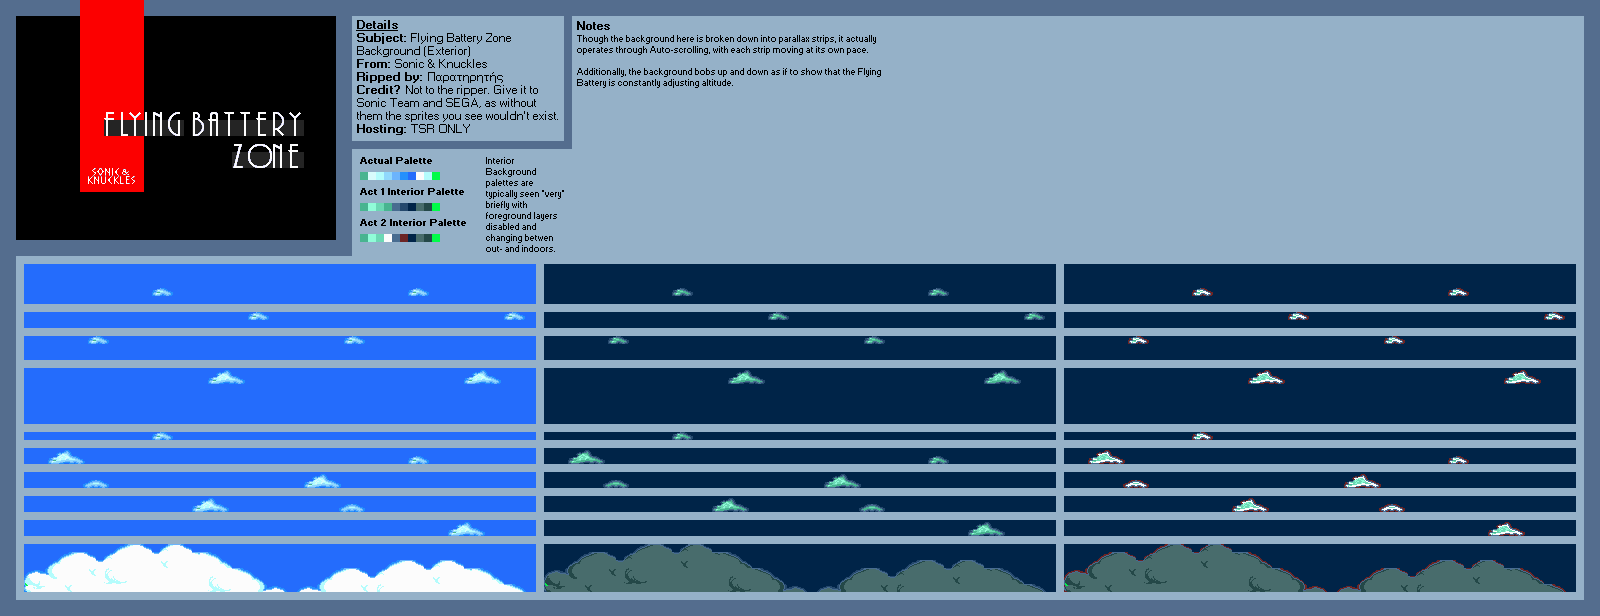 FLYING BATTERY
ZONE
SONIC &
KNUCKLES
Details
Subject: Flying Battery Zone
Background (Exterior)
From: Sonic & Knuckles
Ripped by: Παρατηρητής
Credit? Not to the ripper. Give it to
Sonic Team and SEGA, as without
them the sprites you see wouldn't exist.
Hosting: TSR ONLY
Notes
Though the background here is broken down into parallax strips, it actually
operates through Auto-scrolling, with each strip moving at its own pace.
Additionally, the background bobs up and down as if to show that the Flying
Battery is constantly adjusting altitude.
Actual Palette
Act 1 Interior Palette
Act 2 Interior Palette
Interior
Background
palettes are
typically seen "very"
briefly with
foreground layers
disabled and
changing betwen
out- and indoors.